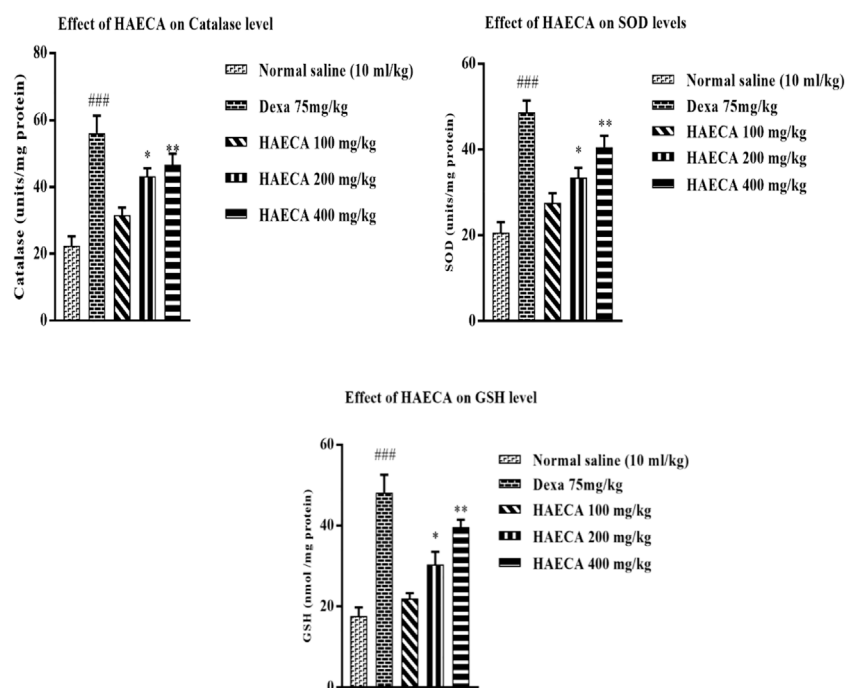 Effect of HAECA on Catalase level
80
60
40
20
0
Catalase (units/mg protein)
###
*
**
Normal saline (10 ml/kg)
Dexa 75mg/kg
HAECA 100 mg/kg
HAECA 200 mg/kg
HAECA 400 mg/kg
Effect of HAECA on SOD levels
60
40
20
0
SOD (units/mg protein)
###
*
**
Normal saline (10 ml/kg)
Dexa 75mg/kg
HAECA 100 mg/kg
HAECA 200 mg/kg
HAECA 400 mg/kg
Effect of HAECA on GSH level
60
40
20
0
GSH (nmol /mg protein)
###
*
**
Normal saline (10 ml/kg)
Dexa 75mg/kg
HAECA 100 mg/kg
HAECA 200 mg/kg
HAECA 400 mg/kg